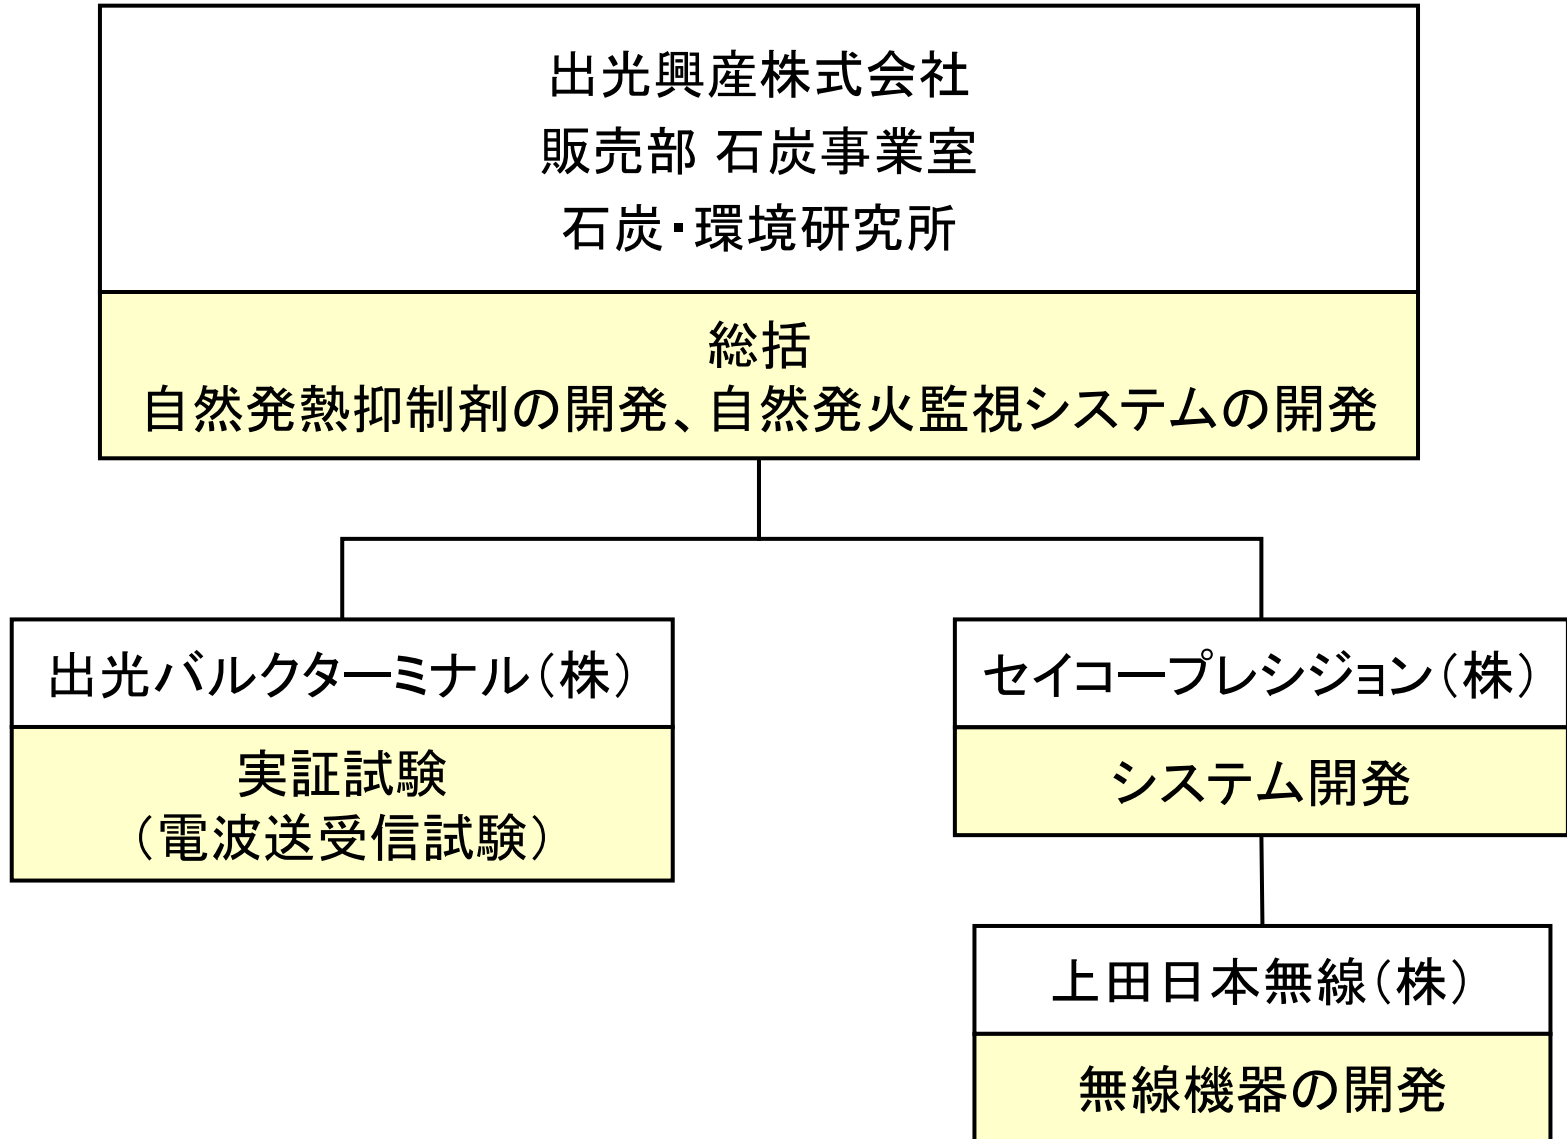 出光興産株式会社
販売部 石炭事業室
石炭・環境研究所
総括
自然発熱抑制剤の開発、自然発火監視システムの開発
出光バルクターミナル（株）
実証試験
（電波送受信試験）
セイコープレシジョン（株）
システム開発
上田日本無線（株）
無線機器の開発